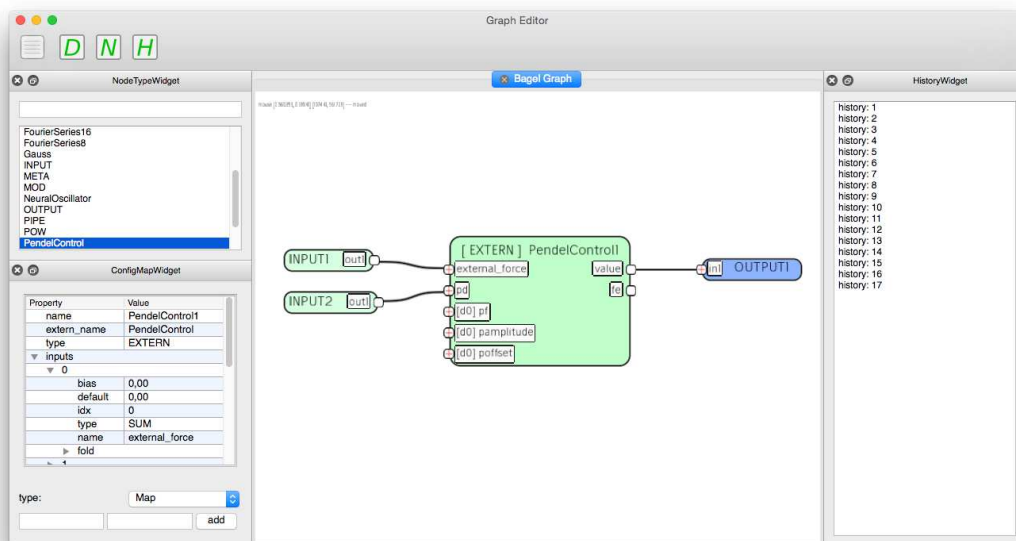 Graph Editor
D N H
NodeTypeWidget
FourierSeries16
FourierSeries8
Gauss
INPUT
META
MOD
NeuralOscillator
OUTPUT
PIPE
POW
PendelControl
ConfigMapWidget
Property Value
name PendelControl1
extern_name PendelControl
type EXTERN
inputs
0
bias 0,00
default 0,00
idx 0
type SUM
name external_force
fold
1
type: Map
add
Bagel Graph
INPUT1 out1
INPUT2 out1
[ EXTERN ] PendelControl1
external_force value
pd fe
[d0] pf
[d0] pamplitude
[d0] poffset
in1 OUTPUT1
HistoryWidget
history: 1
history: 2
history: 3
history: 4
history: 5
history: 6
history: 7
history: 8
history: 9
history: 10
history: 11
history: 12
history: 13
history: 14
history: 15
history: 16
history: 17